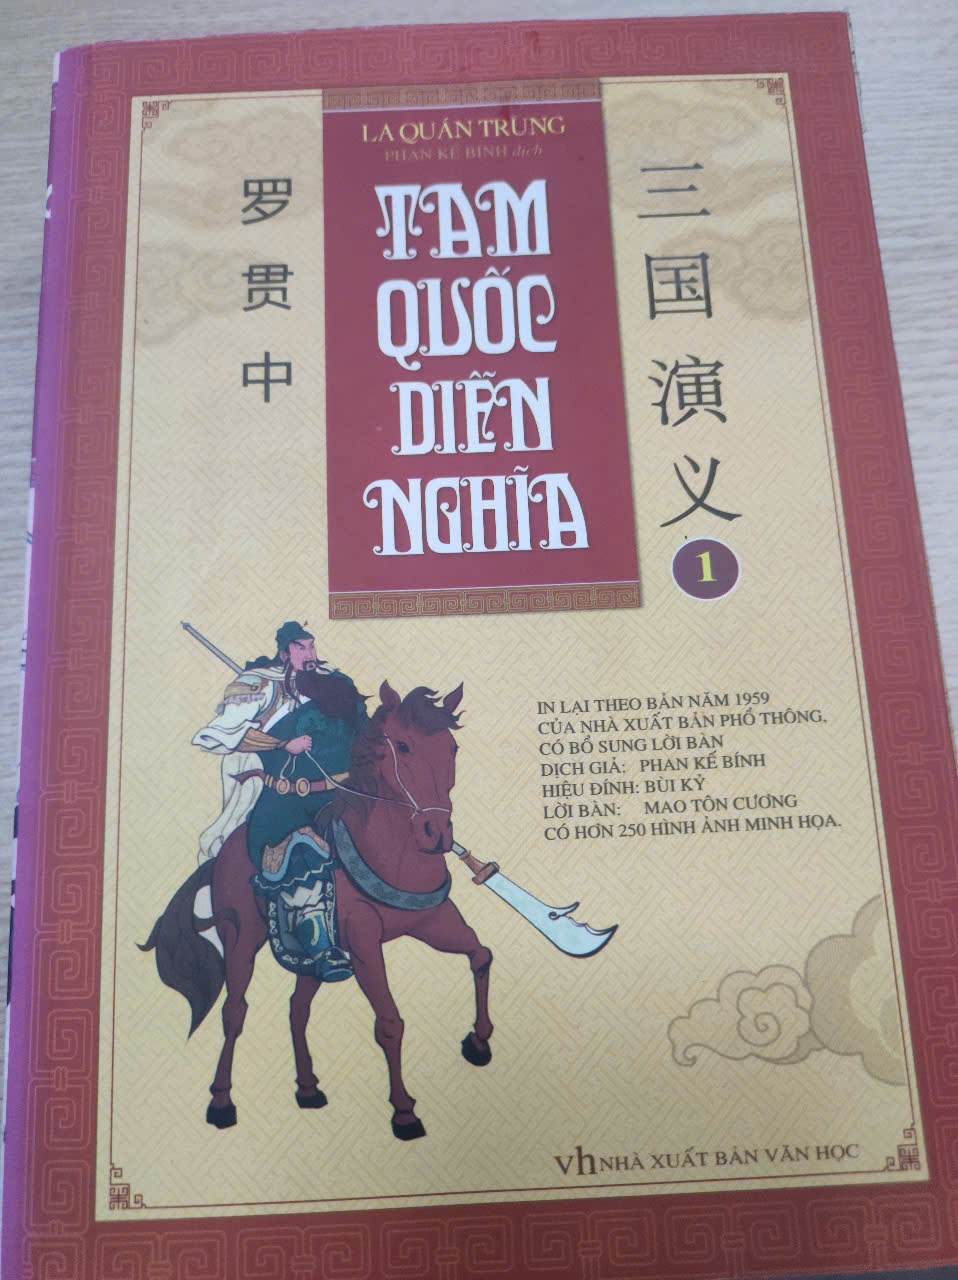 LA QUÁN TRUNG
PHAN KẾ BÍNH dịch
TAM
QUỐC
DIỄN
NGHĨA
三国演义
罗贯中
1
IN LẠI THEO BẢN NĂM 1959
CỦA NHÀ XUẤT BẢN PHỔ THÔNG,
CÓ BỔ SUNG LỜI BÀN
DỊCH GIẢ: PHAN KẾ BÍNH
HIỆU ĐÍNH: BÙI KỶ
LỜI BÀN: MAO TÔN CƯƠNG
CÓ HƠN 250 HÌNH ẢNH MINH HỌA.
vh NHÀ XUẤT BẢN VĂN HỌC